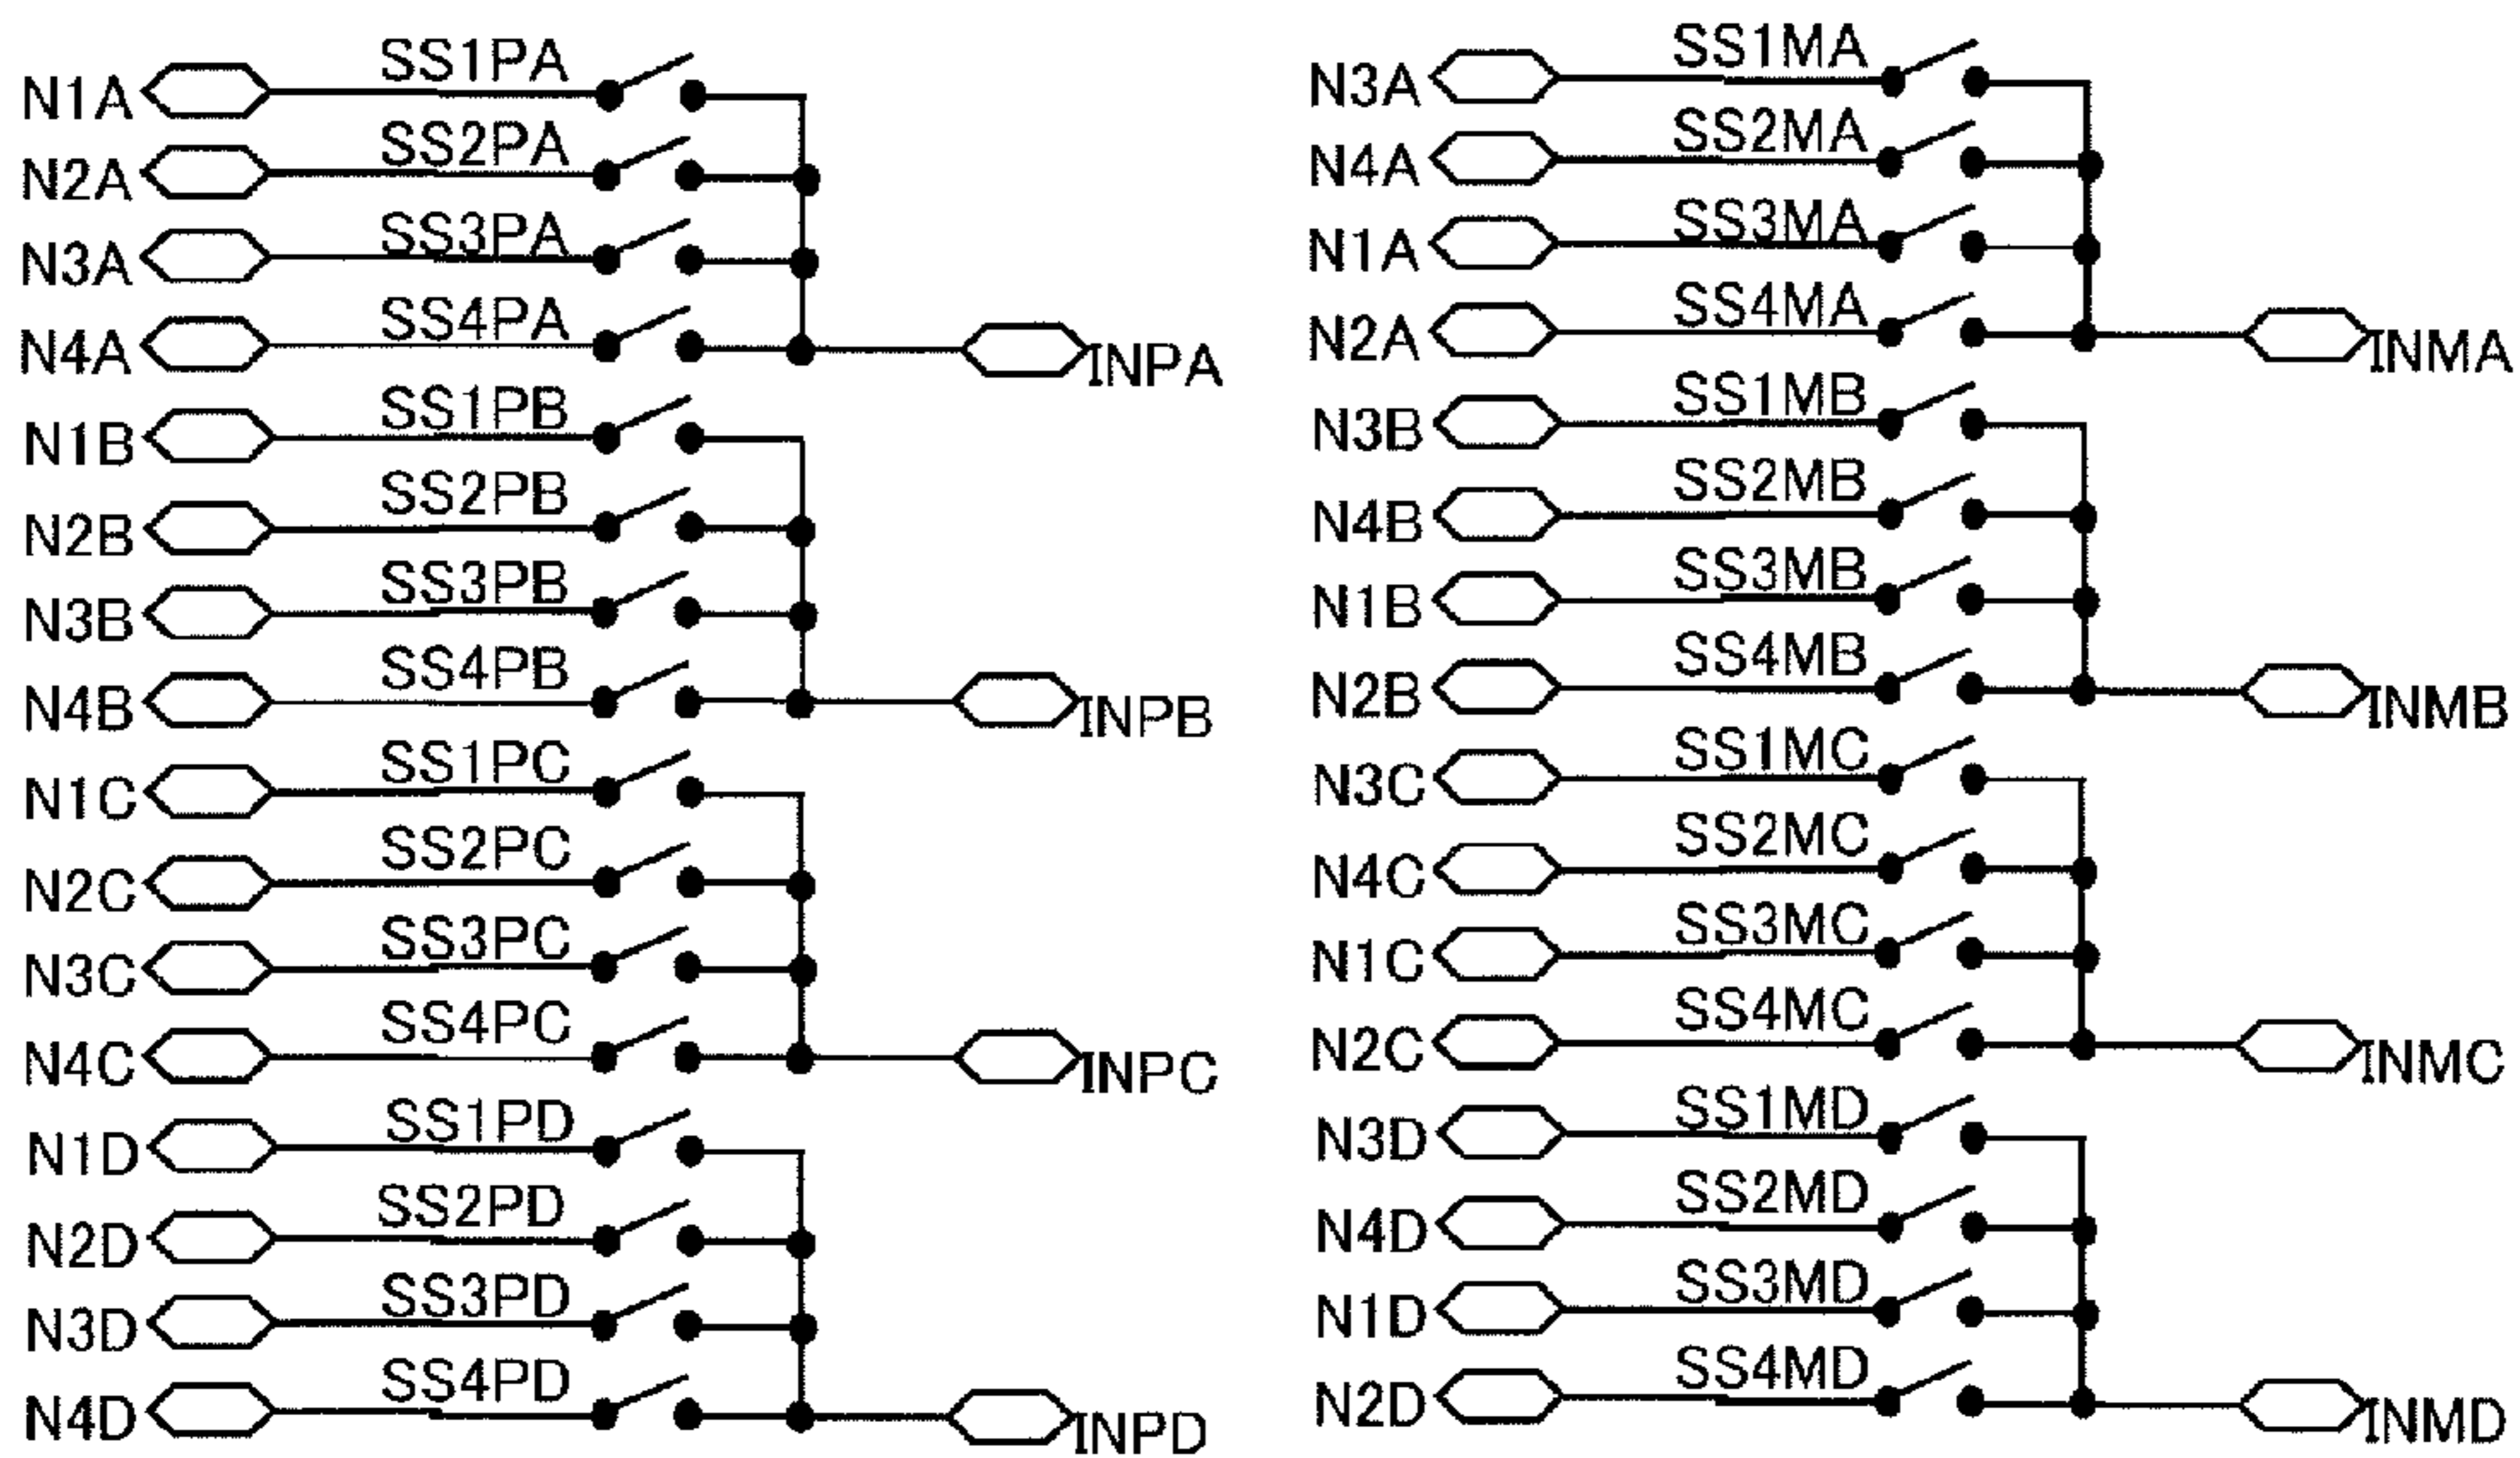 N1A SS1PA
N2A SS2PA
N3A SS3PA
N4A SS4PA
INPA
N1B SS1PB
N2B SS2PB
N3B SS3PB
N4B SS4PB
INPB
N1C SS1PC
N2C SS2PC
N3C SS3PC
N4C SS4PC
INPC
N1D SS1PD
N2D SS2PD
N3D SS3PD
N4D SS4PD
INPD
N3A SS1MA
N4A SS2MA
N1A SS3MA
N2A SS4MA
INMA
N3B SS1MB
N4B SS2MB
N1B SS3MB
N2B SS4MB
INMB
N3C SS1MC
N4C SS2MC
N1C SS3MC
N2C SS4MC
INMC
N3D SS1MD
N4D SS2MD
N1D SS3MD
N2D SS4MD
INMD